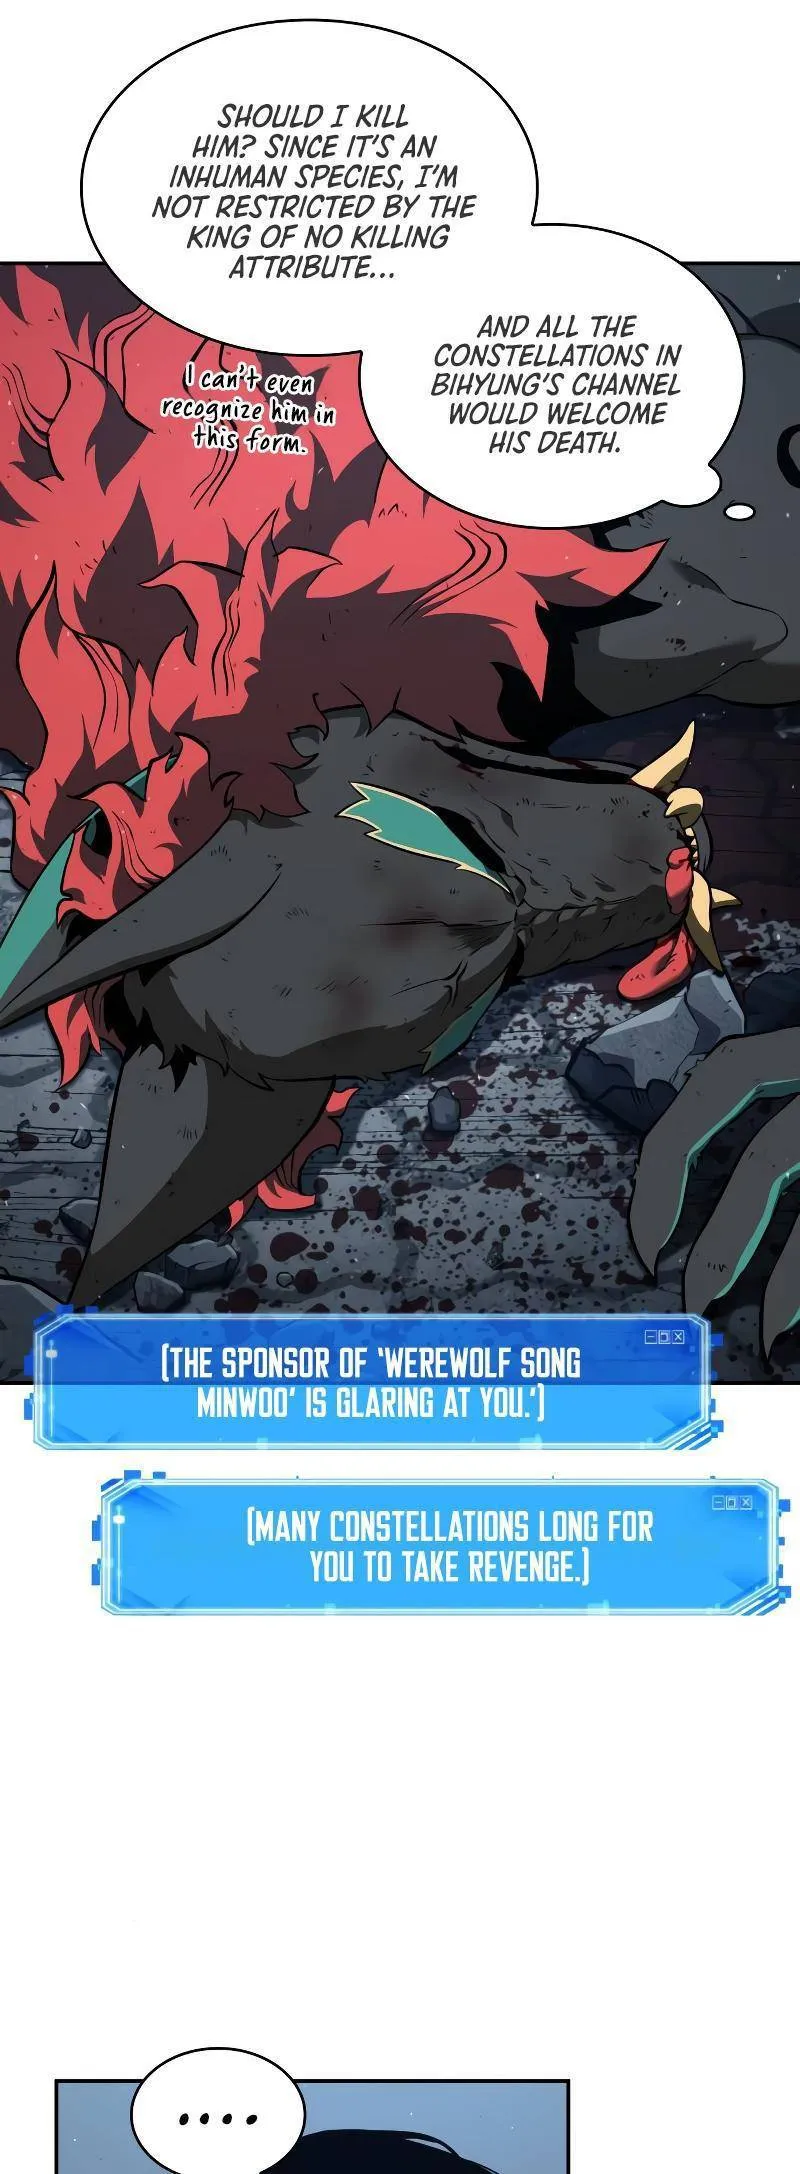 SHOULD I KILL
HIM? SINCE IT'S AN
INHUMAN SPECIES, I'M
NOT RESTRICTED BY THE
KING OF NO KILLING
ATTRIBUTE...
AND ALL THE
CONSTELLATIONS IN
BIHYUNG'S CHANNEL
WOULD WELCOME
HIS DEATH.
I can't even
recognize him in
this form.
[THE SPONSOR OF 'WEREWOLF SONG
MINWOO' IS GLARING AT YOU.']
[MANY CONSTELLATIONS LONG FOR
YOU TO TAKE REVENGE.]
....